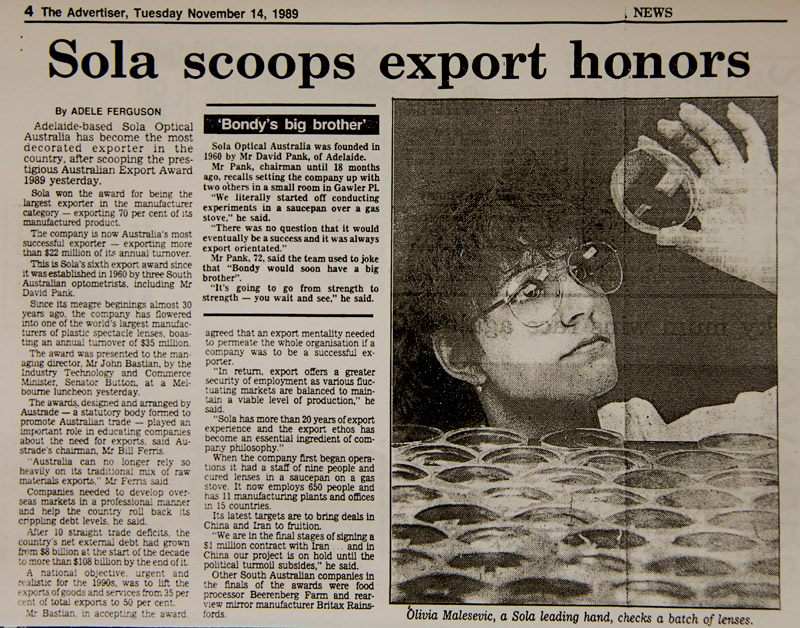 4 The Advertiser, Tuesday November 14, 1989
NEWS
Sola scoops export honors
By ADELE FERGUSON
Adelaide-based Sola Optical
Australia has become the most
decorated exporter in the
country, after scooping the pres-
tigious Australian Export Award
1989 yesterday.
Sola won the award for being the
largest exporter in the manufacturer
category — exporting 70 per cent of its
manufactured product.
The company is now Australia's most
successful exporter — exporting more
than $22 million of its annual turnover.
This is Sola's sixth export award since
it was established in 1960 by three South
Australian optometrists, including Mr
David Pank.
Since its meagre beginings almost 30
years ago, the company has flowered
into one of the world's largest manufac-
turers of plastic spectacle lenses, boas-
ting an annual turnover of $35 million.
The award was presented to the man-
aging director, Mr John Bastian, by the
Industry Technology and Commerce
Minister, Senator Button, at a Mel-
bourne luncheon yesterday.
The awards, designed and arranged by
Austrade — a statutory body formed to
promote Australian trade — played an
important role in educating companies
about the need for exports, said Au-
strade's chairman, Mr Bill Ferris.
"Australia can no longer rely so
heavily on its traditional mix of raw
materials exports," Mr Ferris said.
Companies needed to develop over-
seas markets in a professional manner
and help the country roll back its
crippling debt levels, he said.
After 10 straight trade deficits, the
country's net external debt had grown
from $8 billion at the start of the decade
to more than $108 billion by the end of it.
A national objective, urgent and
realistic for the 1990s, was to lift the
exports of goods and services from 35 per
cent of total exports to 50 per cent.
Mr Bastian, in accepting the award,
'Bondy's big brother'
Sola Optical Australia was founded in
1960 by Mr David Pank, of Adelaide.
Mr Pank, chairman until 18 months
ago, recalls setting the company up with
two others in a small room in Gawler Pl.
"We literally started off conducting
experiments in a saucepan over a gas
stove," he said.
"There was no question that it would
eventually be a success and it was always
export orientated."
Mr Pank, 72, said the team used to joke
that "Bondy would soon have a big
brother".
"It's going to go from strength to
strength — you wait and see," he said.
agreed that an export mentality needed
to permeate the whole organisation if a
company was to be a successful ex-
porter.
"In return, export offers a greater
security of employment as various fluc-
tuating markets are balanced to main-
tain a viable level of production," he
said.
"Sola has more than 20 years of export
experience and the export ethos has
become an essential ingredient of com-
pany philosophy."
When the company first began opera-
tions it had a staff of nine people and
cured lenses in a saucepan on a gas
stove. It now employs 650 people and
has 11 manufacturing plants and offices
in 15 countries.
Its latest targets are to bring deals in
China and Iran to fruition.
"We are in the final stages of signing a
$1 million contract with Iran ... and in
China our project is on hold until the
political turmoil subsides," he said.
Other South Australian companies in
the finals of the awards were food
processor Beerenberg Farm and rear-
view mirror manufacturer Britax Rains-
fords.
Olivia Malesevic, a Sola leading hand, checks a batch of lenses.